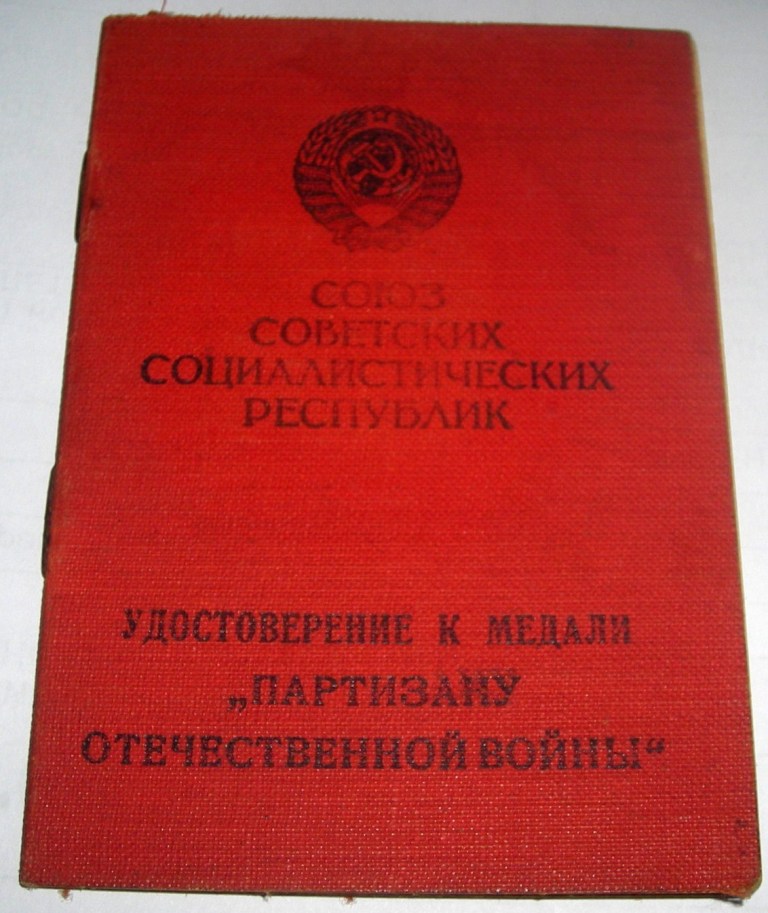 СОЮЗ
СОВЕТСКИХ
СОЦИАЛИСТИЧЕСКИХ
РЕСПУБЛИК
УДОСТОВЕРЕНИЕ К МЕДАЛИ
„ПАРТИЗАНУ
ОТЕЧЕСТВЕННОЙ ВОЙНЫ“